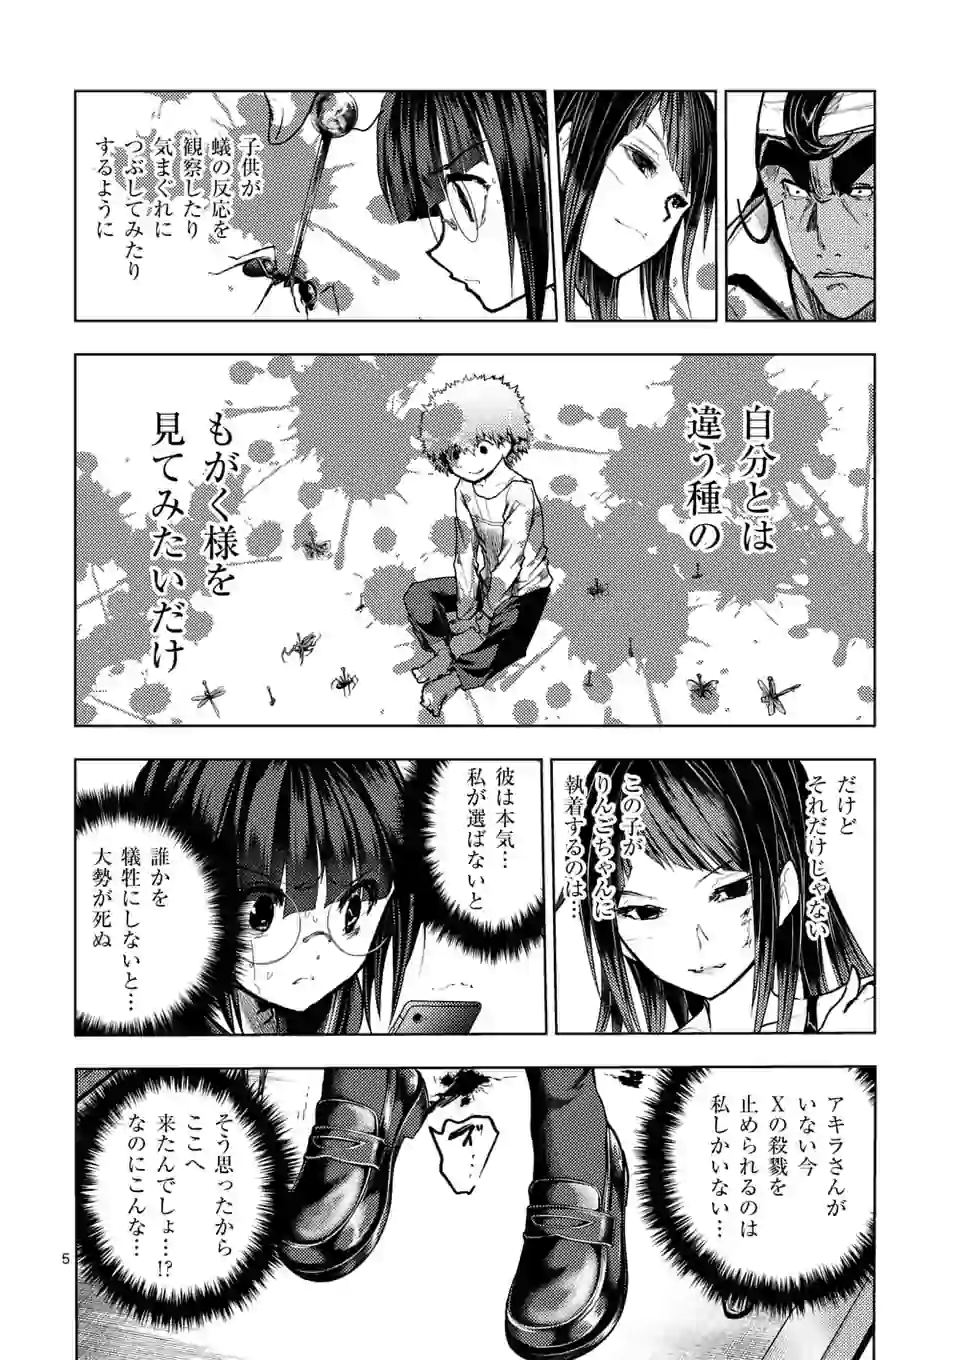 子供が
蟻の反応を
観察したり
気まぐれに
つぶしてみたり
するように
自分とは
違う種の
もがく様を
見てみたいだけ
だけど
それだけじゃない
この子が
りんごちゃんに
執着するのは…
彼は本気…
私が選ばないと
誰かを
犠牲にしないと…
大勢が死ぬ
アキラさんが
いない今
Xの殺戮を
止められるのは
私しかいない…
ズ…
そう思ったから
ここへ
来たんでしょ…!?
なのにこんな…
5